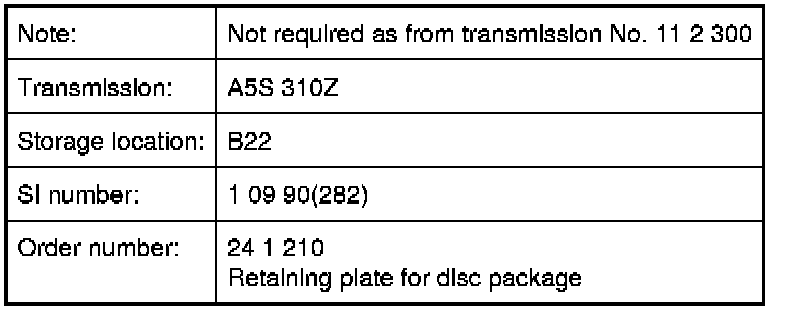 Note: Not required as from transmission No. 11 2 300
Transmission: A5S 310Z
Storage location: B22
SI number: 1 09 90(282)
Order number: 24 1 210
Retaining plate for disc package